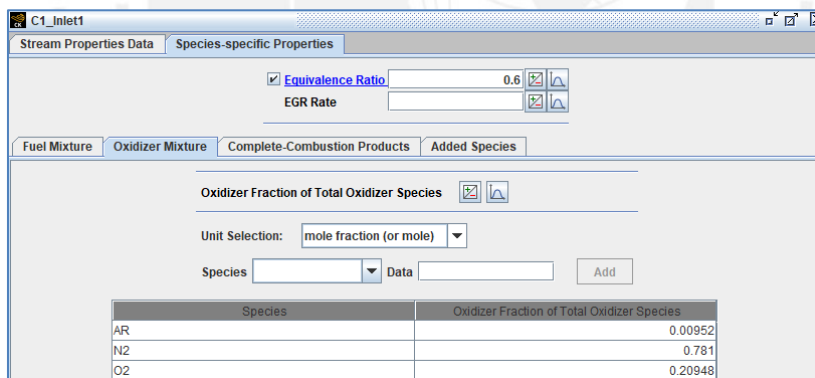 CK C1_Inlet1
Stream Properties Data Species-specific Properties
Equivalence Ratio 0.6
EGR Rate
Fuel Mixture Oxidizer Mixture Complete-Combustion Products Added Species
Oxidizer Fraction of Total Oxidizer Species
Unit Selection: mole fraction (or mole)
Species Data Add
Species Oxidizer Fraction of Total Oxidizer Species
AR 0.00952
N2 0.781
O2 0.20948